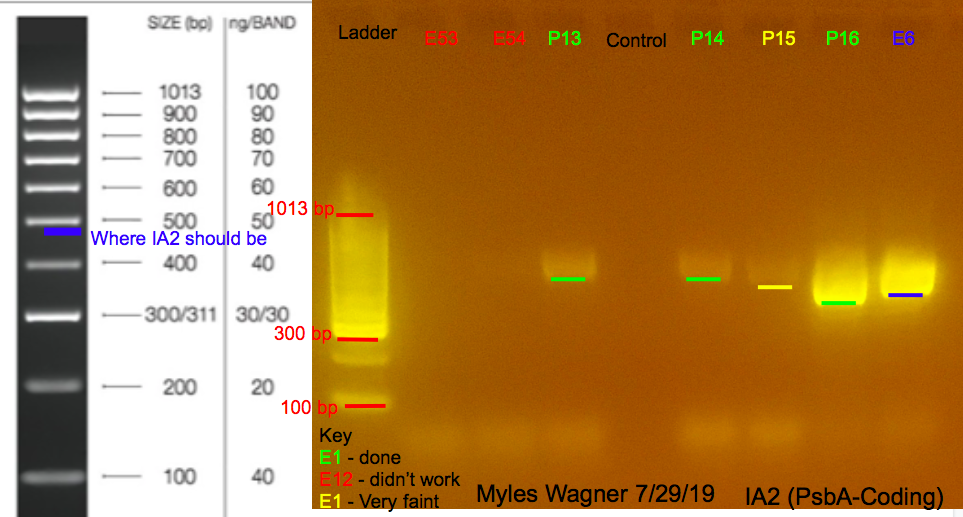 SIZE (bp) ng/BAND
1013 100
900 90
800 80
700 70
600 60
500 50
Where IA2 should be
400 40
300/311 30/30
200 20
100 40
Ladder E53 E54 P13 Control P14 P15 P16 E6
1013 bp
300 bp
100 bp
Key
E1 - done
E12 - didn't work
E1 - Very faint
Myles Wagner 7/29/19 IA2 (PsbA-Coding)